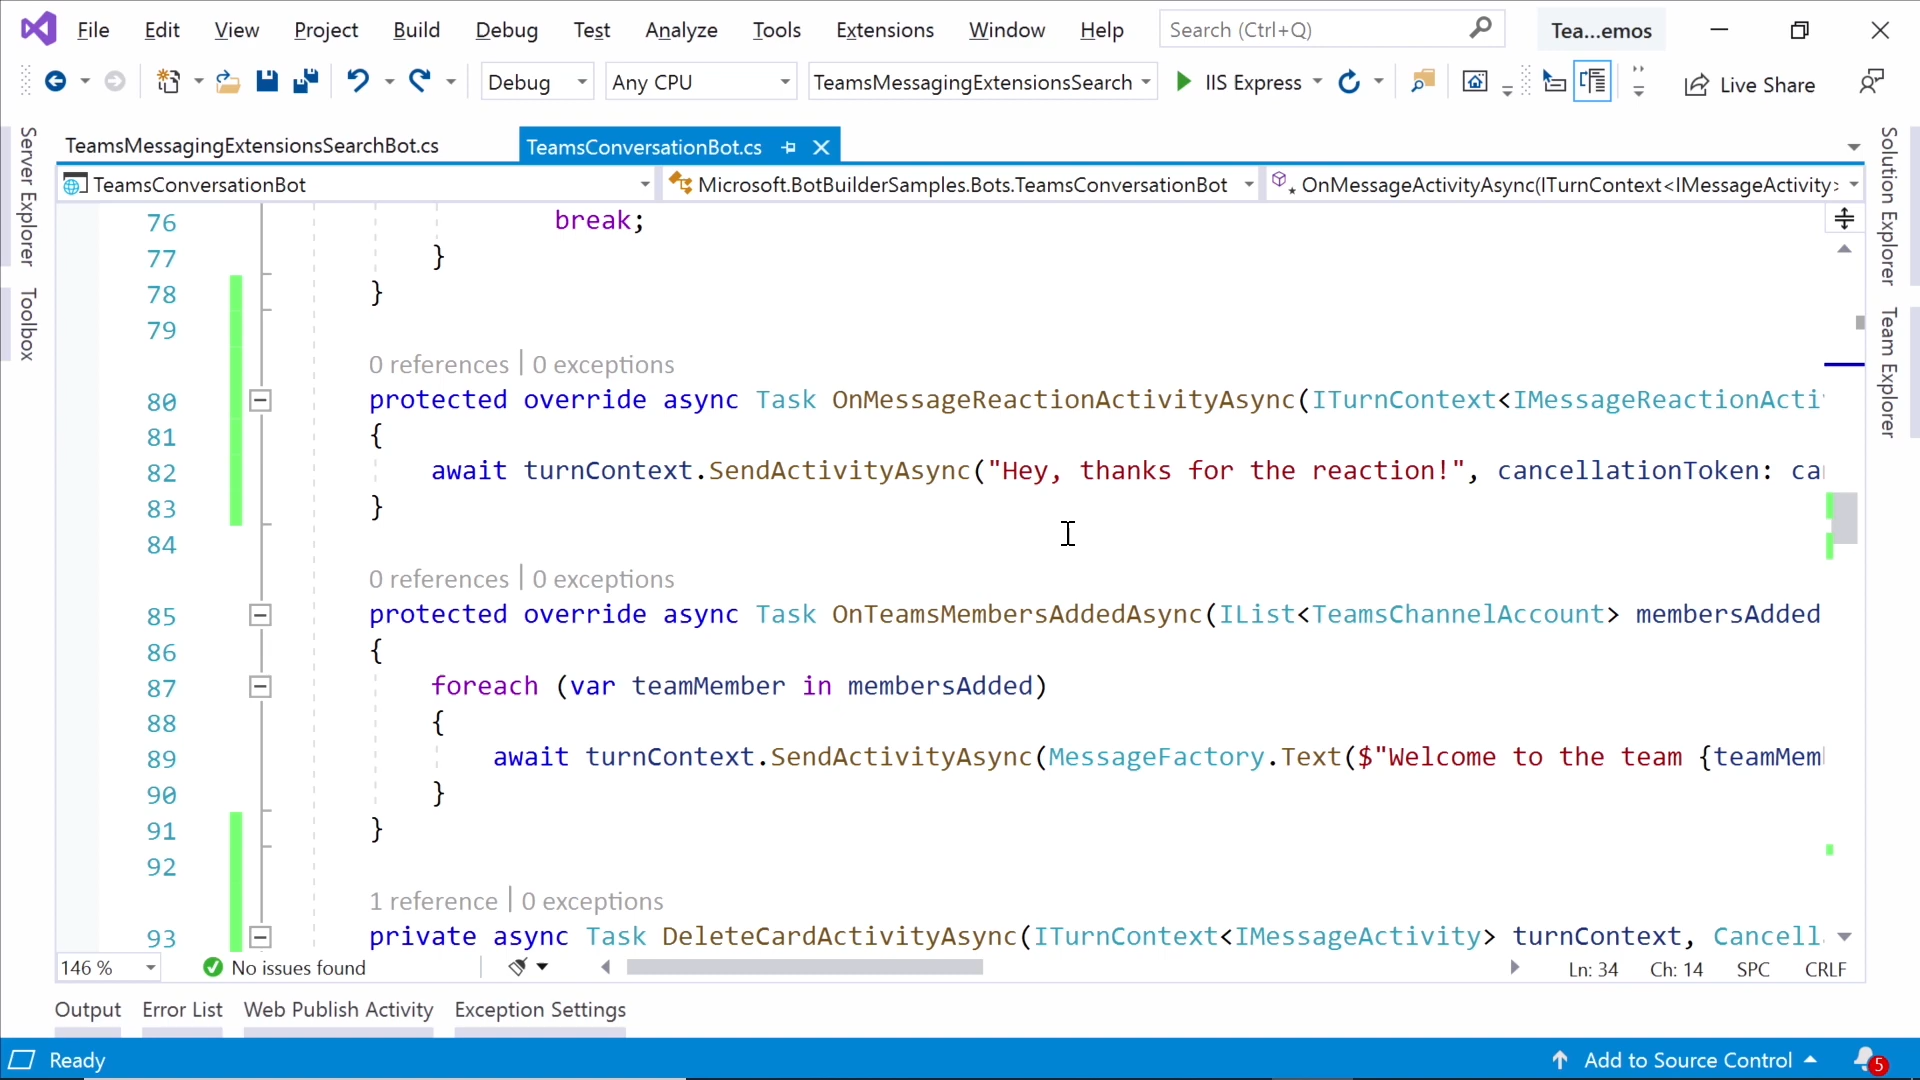 File Edit View Project Build Debug Test Analyze Tools Extensions Window Help Search (Ctrl+Q) Tea...emos
Debug Any CPU TeamsMessagingExtensionsSearch IIS Express Live Share
TeamsMessagingExtensionsSearchBot.cs TeamsConversationBot.cs
TeamsConversationBot Microsoft.BotBuilderSamples.Bots.TeamsConversationBot OnMessageActivityAsync(ITurnContext<IMessageActivity>
Server Explorer
Toolbox
Solution Explorer
Team Explorer
76 break;
77 }
78 }
79
0 references | 0 exceptions
80 protected override async Task OnMessageReactionActivityAsync(ITurnContext<IMessageReactionActi
81 {
82 await turnContext.SendActivityAsync("Hey, thanks for the reaction!", cancellationToken: ca
83 }
84
0 references | 0 exceptions
85 protected override async Task OnTeamsMembersAddedAsync(IList<TeamsChannelAccount> membersAdded
86 {
87 foreach (var teamMember in membersAdded)
88 {
89 await turnContext.SendActivityAsync(MessageFactory.Text($"Welcome to the team {teamMem
90 }
91 }
92
1 reference | 0 exceptions
93 private async Task DeleteCardActivityAsync(ITurnContext<IMessageActivity> turnContext, Cancell
146 % No issues found Ln: 34 Ch: 14 SPC CRLF
Output Error List Web Publish Activity Exception Settings
Ready Add to Source Control 5